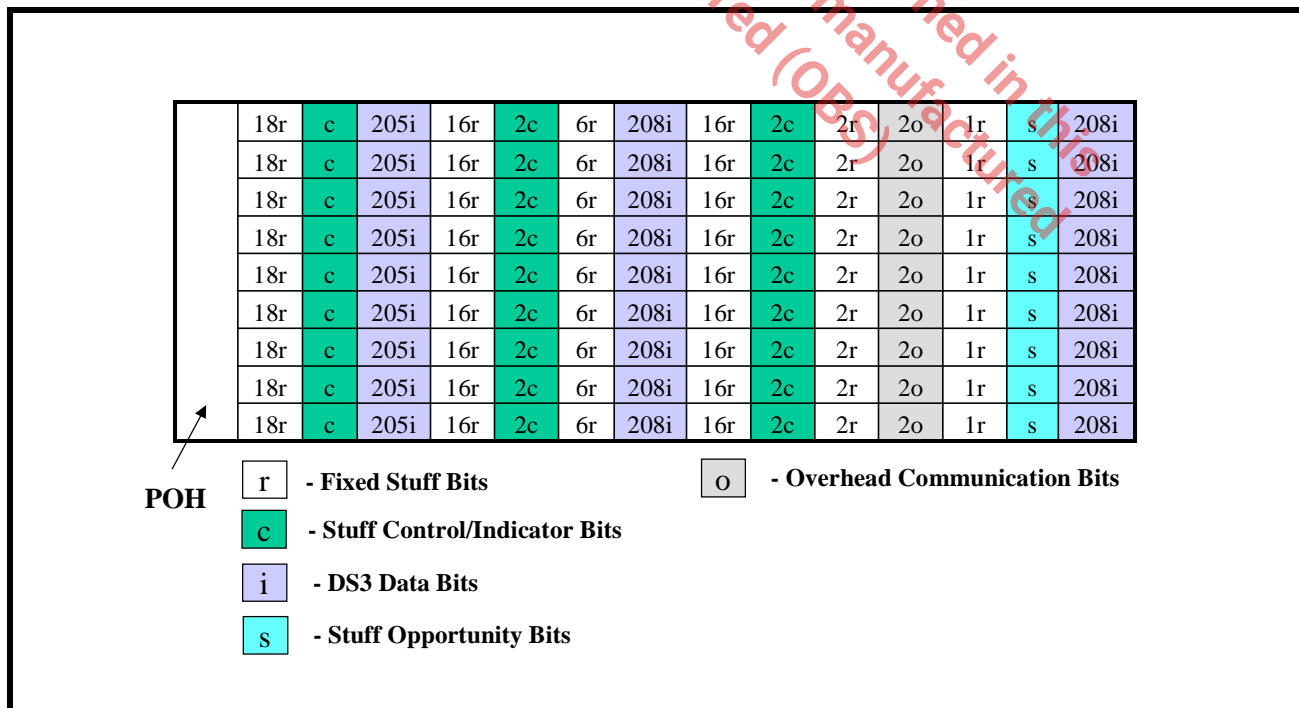 ned in this
manufactured
red (OBS)
18r c 205i 16r 2c 6r 208i 16r 2c 2r 2o 1r s 208i
18r c 205i 16r 2c 6r 208i 16r 2c 2r 2o 1r s 208i
18r c 205i 16r 2c 6r 208i 16r 2c 2r 2o 1r s 208i
18r c 205i 16r 2c 6r 208i 16r 2c 2r 2o 1r s 208i
18r c 205i 16r 2c 6r 208i 16r 2c 2r 2o 1r s 208i
18r c 205i 16r 2c 6r 208i 16r 2c 2r 2o 1r s 208i
18r c 205i 16r 2c 6r 208i 16r 2c 2r 2o 1r s 208i
18r c 205i 16r 2c 6r 208i 16r 2c 2r 2o 1r s 208i
18r c 205i 16r 2c 6r 208i 16r 2c 2r 2o 1r s 208i
POH
r - Fixed Stuff Bits
o - Overhead Communication Bits
c - Stuff Control/Indicator Bits
i - DS3 Data Bits
s - Stuff Opportunity Bits